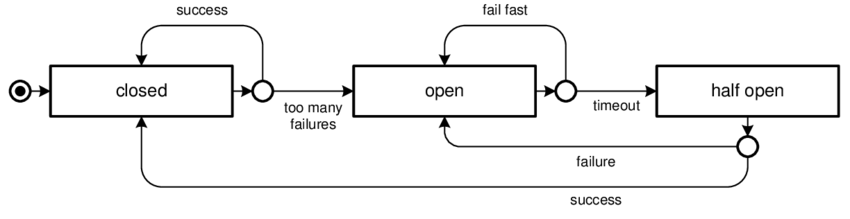 success
fail fast
closed
open
half open
too many
failures
timeout
failure
success